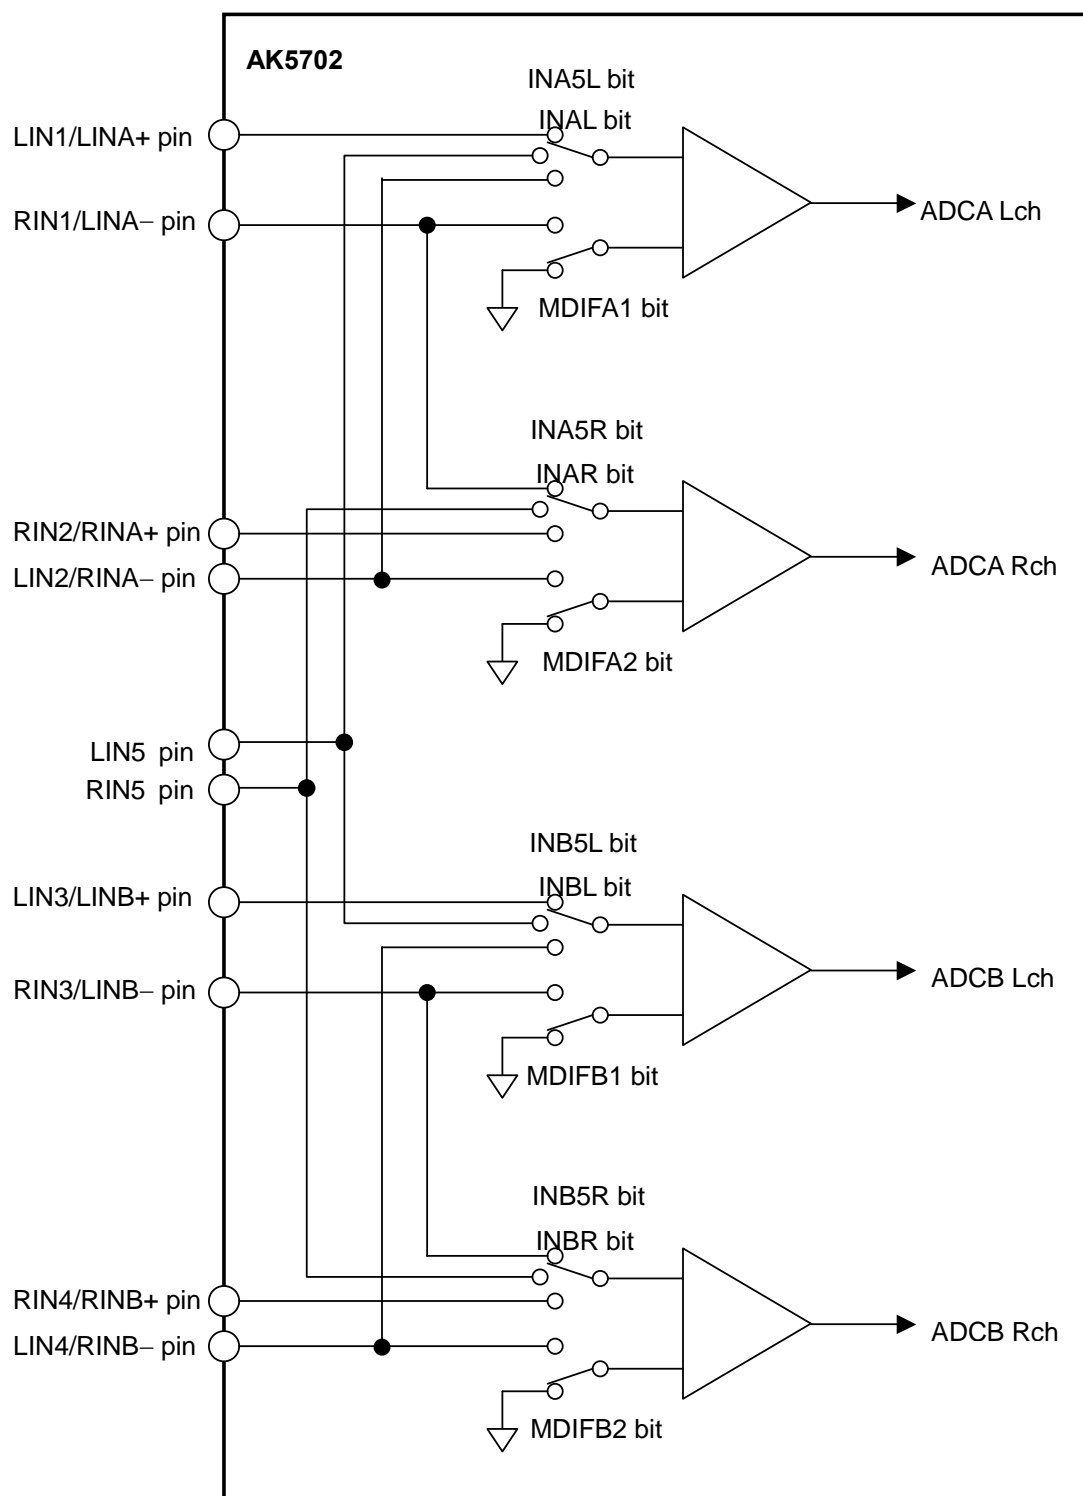 AK5702
INA5L bit
LIN1/LINA+ pin
INAL bit
RIN1/LINA− pin
ADCA Lch
MDIFA1 bit
INA5R bit
INAR bit
RIN2/RINA+ pin
LIN2/RINA− pin
ADCA Rch
MDIFA2 bit
LIN5 pin
RIN5 pin
INB5L bit
LIN3/LINB+ pin
INBL bit
RIN3/LINB− pin
ADCB Lch
MDIFB1 bit
INB5R bit
INBR bit
RIN4/RINB+ pin
LIN4/RINB− pin
ADCB Rch
MDIFB2 bit